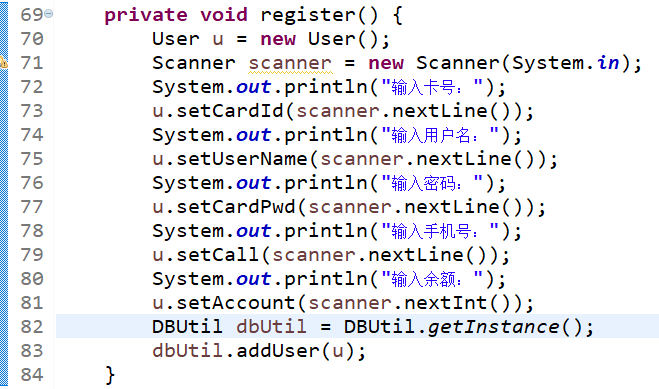 69 private void register() {
70 User u = new User();
71 Scanner scanner = new Scanner(System.in);
72 System.out.println("输入卡号：");
73 u.setCardId(scanner.nextLine());
74 System.out.println("输入用户名：");
75 u.setUserName(scanner.nextLine());
76 System.out.println("输入密码：");
77 u.setCardPwd(scanner.nextLine());
78 System.out.println("输入手机号：");
79 u.setCall(scanner.nextLine());
80 System.out.println("输入余额：");
81 u.setAccount(scanner.nextInt());
82 DBUtil dbUtil = DBUtil.getInstance();
83 dbUtil.addUser(u);
84 }